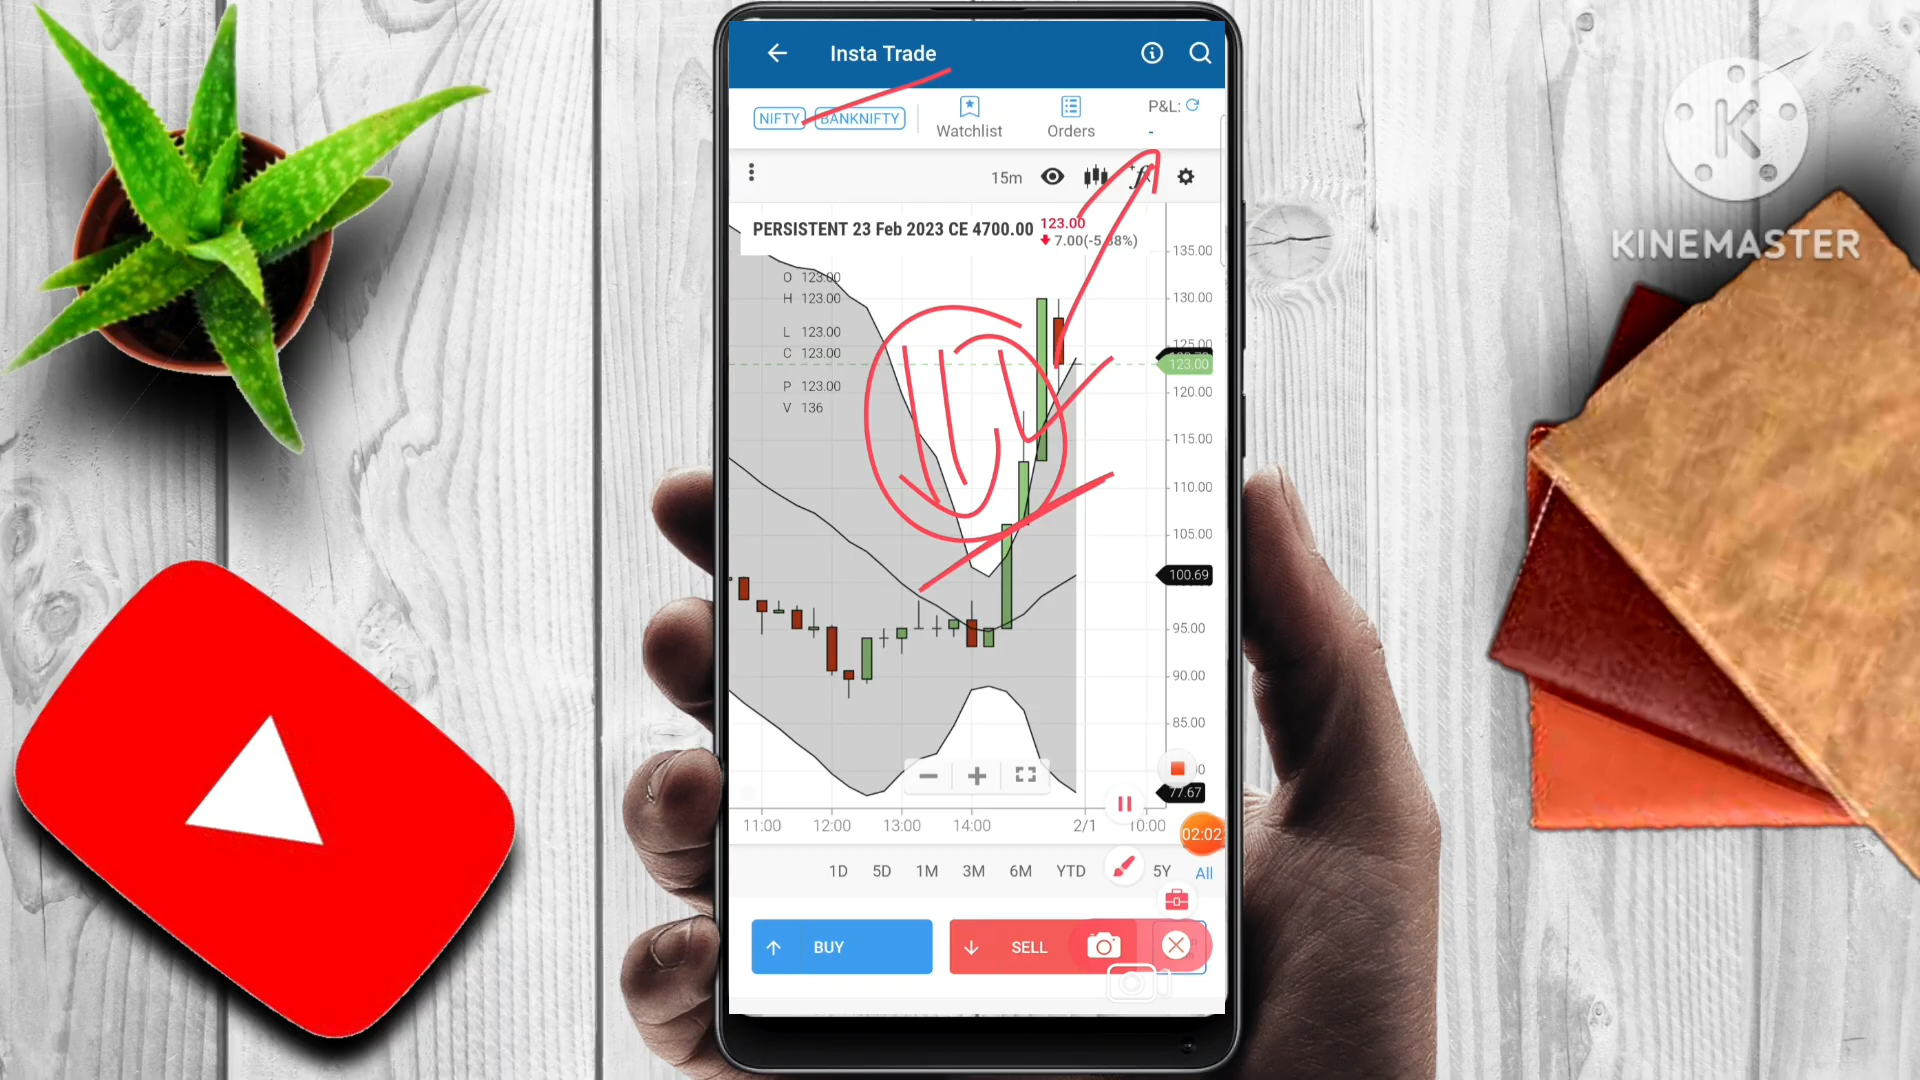 Insta Trade
NIFTY BANKNIFTY Watchlist Orders P&L:
-
15m
PERSISTENT 23 Feb 2023 CE 4700.00 123.00
O 123.00
H 123.00
L 123.00
C 123.00
P 123.00
V 136
135.00
130.00
125.00
123.00
120.00
115.00
110.00
105.00
100.69
95.00
90.00
85.00
77.67
11:00 12:00 13:00 14:00 2/1 10:00
02:02
1D 5D 1M 3M 6M YTD 5Y All
BUY SELL
K
KINEMASTER